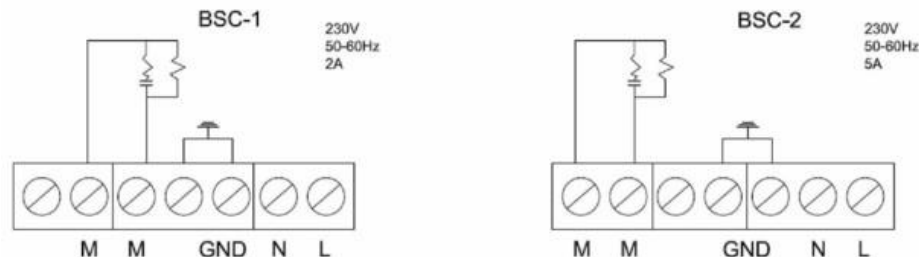 BSC-1
230V
50-60Hz
2A
M M GND N L
BSC-2
230V
50-60Hz
5A
M M GND N L